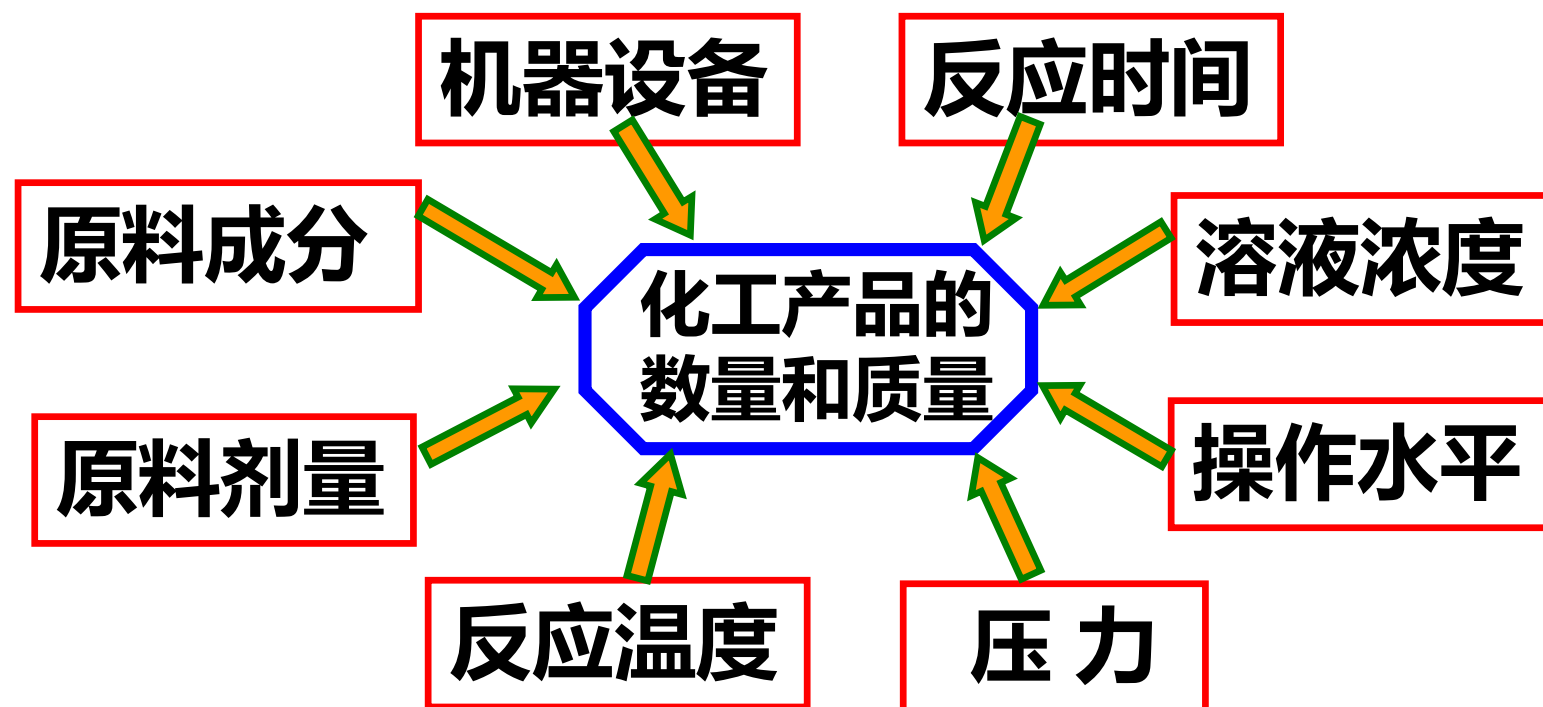 机器设备
反应时间
原料成分
溶液浓度
化工产品的
数量和质量
原料剂量
操作水平
反应温度
压 力